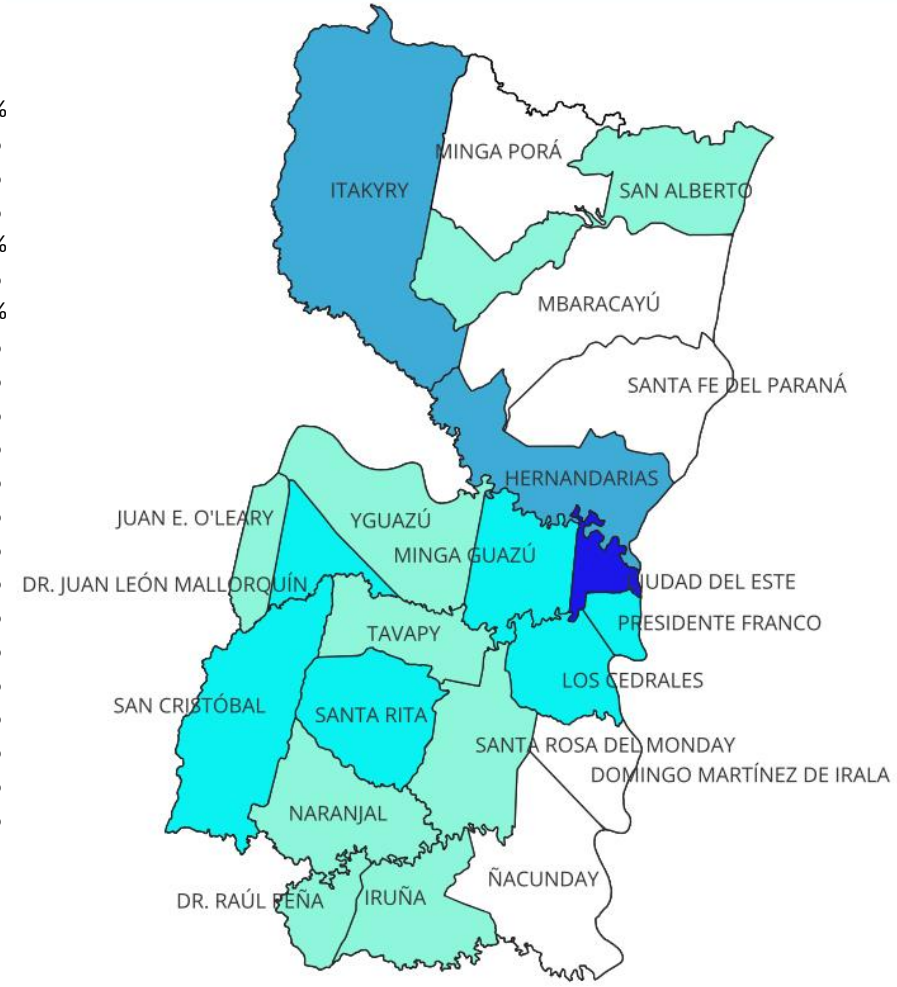 %
%
%
MINGA PORÁ
ITAKYRY
SAN ALBERTO
MBARACAYÚ
SANTA FE DEL PARANÁ
HERNANDARIAS
JUAN E. O'LEARY
YGUAZÚ
MINGA GUAZÚ
DR. JUAN LEÓN MALLORQUÍN
IUDAD DEL ESTE
PRESIDENTE FRANCO
TAVAPY
LOS CEDRALES
SAN CRISTÓBAL
SANTA RITA
SANTA ROSA DEL MONDAY
DOMINGO MARTÍNEZ DE IRALA
NARANJAL
ÑACUNDAY
DR. RAÚL PEÑA
IRUÑA